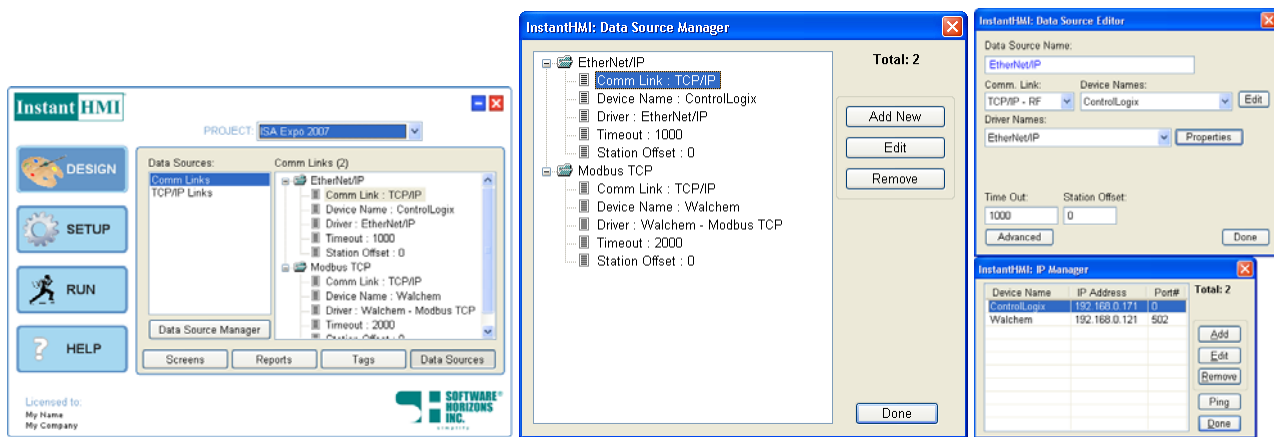 Instant HMI
PROJECT: ISA Expo 2007
DESIGN
SETUP
RUN
HELP
Data Sources:
Comm Links
TCP/IP Links
Data Source Manager
Comm Links (2)
EtherNet/IP
Comm Link : TCP/IP
Device Name : ControlLogix
Driver : EtherNet/IP
Timeout : 1000
Station Offset : 0
Modbus TCP
Comm Link : TCP/IP
Device Name : Walchem
Driver : Walchem - Modbus TCP
Timeout : 2000
Station Offset : 0
Screens Reports Tags Data Sources
Licensed to:
My Name
My Company
SOFTWARE®
HORIZONS
INC.
simplify
InstantHMI: Data Source Manager
EtherNet/IP
Comm Link : TCP/IP
Device Name : ControlLogix
Driver : EtherNet/IP
Timeout : 1000
Station Offset : 0
Modbus TCP
Comm Link : TCP/IP
Device Name : Walchem
Driver : Walchem - Modbus TCP
Timeout : 2000
Station Offset : 0
Total: 2
Add New
Edit
Remove
Done
InstantHMI: Data Source Editor
Data Source Name:
EtherNet/IP
Comm. Link: Device Names:
TCP/IP - RF ControlLogix Edit
Driver Names:
EtherNet/IP Properties
Time Out: Station Offset:
1000 0
Advanced Done
InstantHMI: IP Manager
Device Name IP Address Port# Total: 2
ControlLogix 192.168.0.171 0
Walchem 192.168.0.121 502
Add
Edit
Remove
Ping
Done